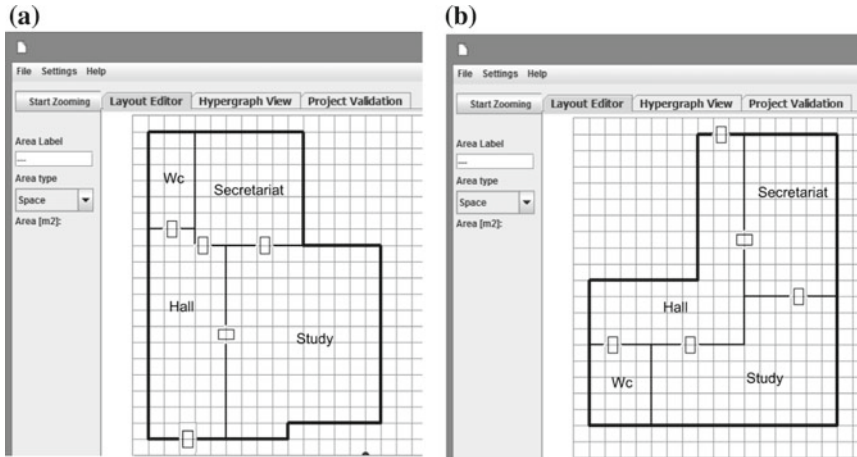 (a)
File Settings Help
Start Zooming Layout Editor Hypergraph View Project Validation
Area Label
---
Area type
Space
Area [m2]:
Wc
Secretariat
Hall
Study
(b)
File Settings Help
Start Zooming Layout Editor Hypergraph View Project Validation
Area Label
---
Area type
Space
Area [m2]:
Secretariat
Hall
Wc
Study